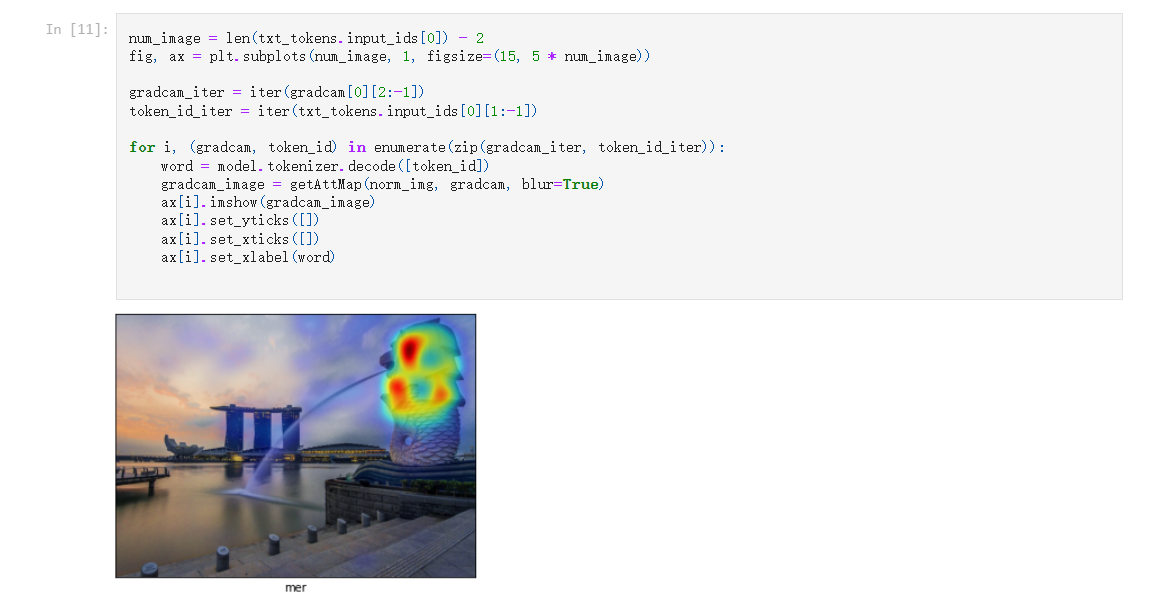 In [11]:
num_image = len(txt_tokens.input_ids[0]) - 2
fig, ax = plt.subplots(num_image, 1, figsize=(15, 5 * num_image))
gradcam_iter = iter(gradcam[0][2:-1])
token_id_iter = iter(txt_tokens.input_ids[0][1:-1])
for i, (gradcam, token_id) in enumerate(zip(gradcam_iter, token_id_iter)):
    word = model.tokenizer.decode([token_id])
    gradcam_image = getAttMap(norm_img, gradcam, blur=True)
    ax[i].imshow(gradcam_image)
    ax[i].set_yticks([])
    ax[i].set_xticks([])
    ax[i].set_xlabel(word)
mer